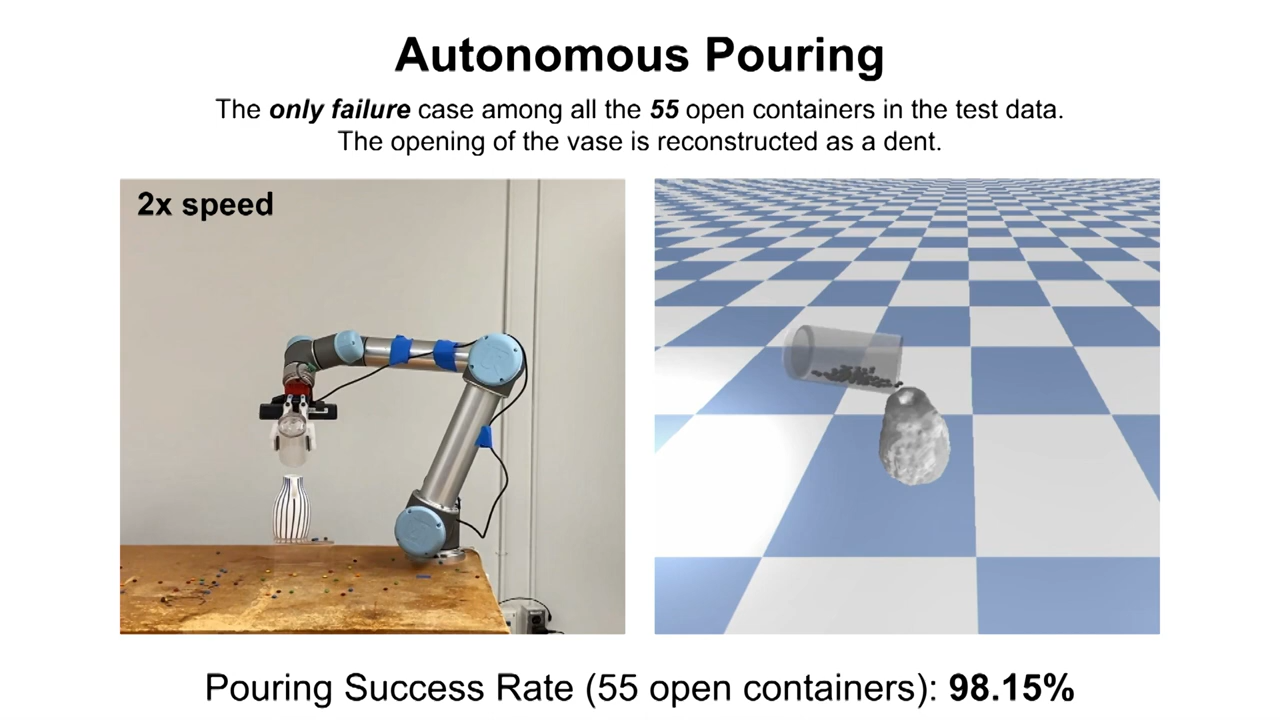 Autonomous Pouring
The only failure case among all the 55 open containers in the test data.
The opening of the vase is reconstructed as a dent.
2x speed
Pouring Success Rate (55 open containers): 98.15%